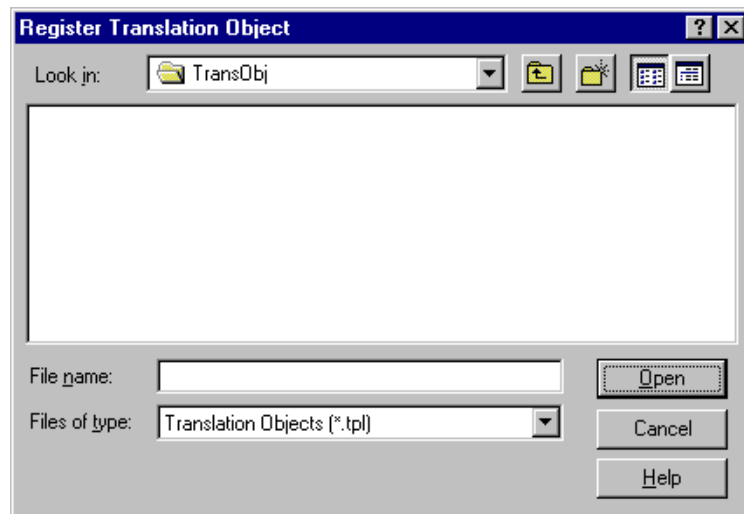 Register Translation Object
Look in: TransObj
File name: Open
Files of type: Translation Objects (*.tpl) Cancel
Help